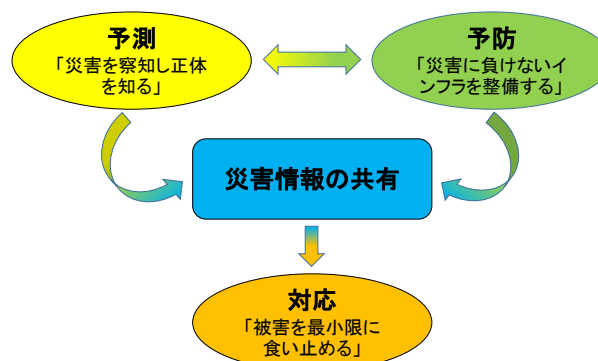 予測
「災害を察知し正体
を知る」
予防
「災害に負けないイ
ンフラを整備する」
災害情報の共有
対応
「被害を最小限に
食い止める」